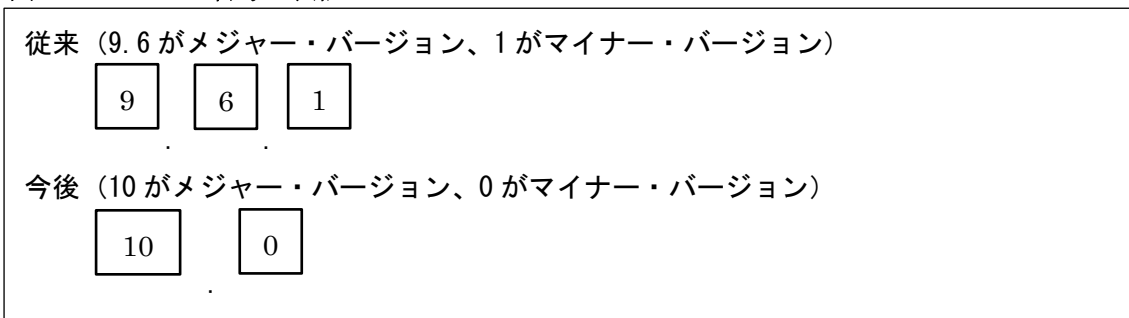 従来 (9.6 がメジャー・バージョン、1 がマイナー・バージョン)
9 . 6 . 1
今後 (10 がメジャー・バージョン、0 がマイナー・バージョン)
10 . 0